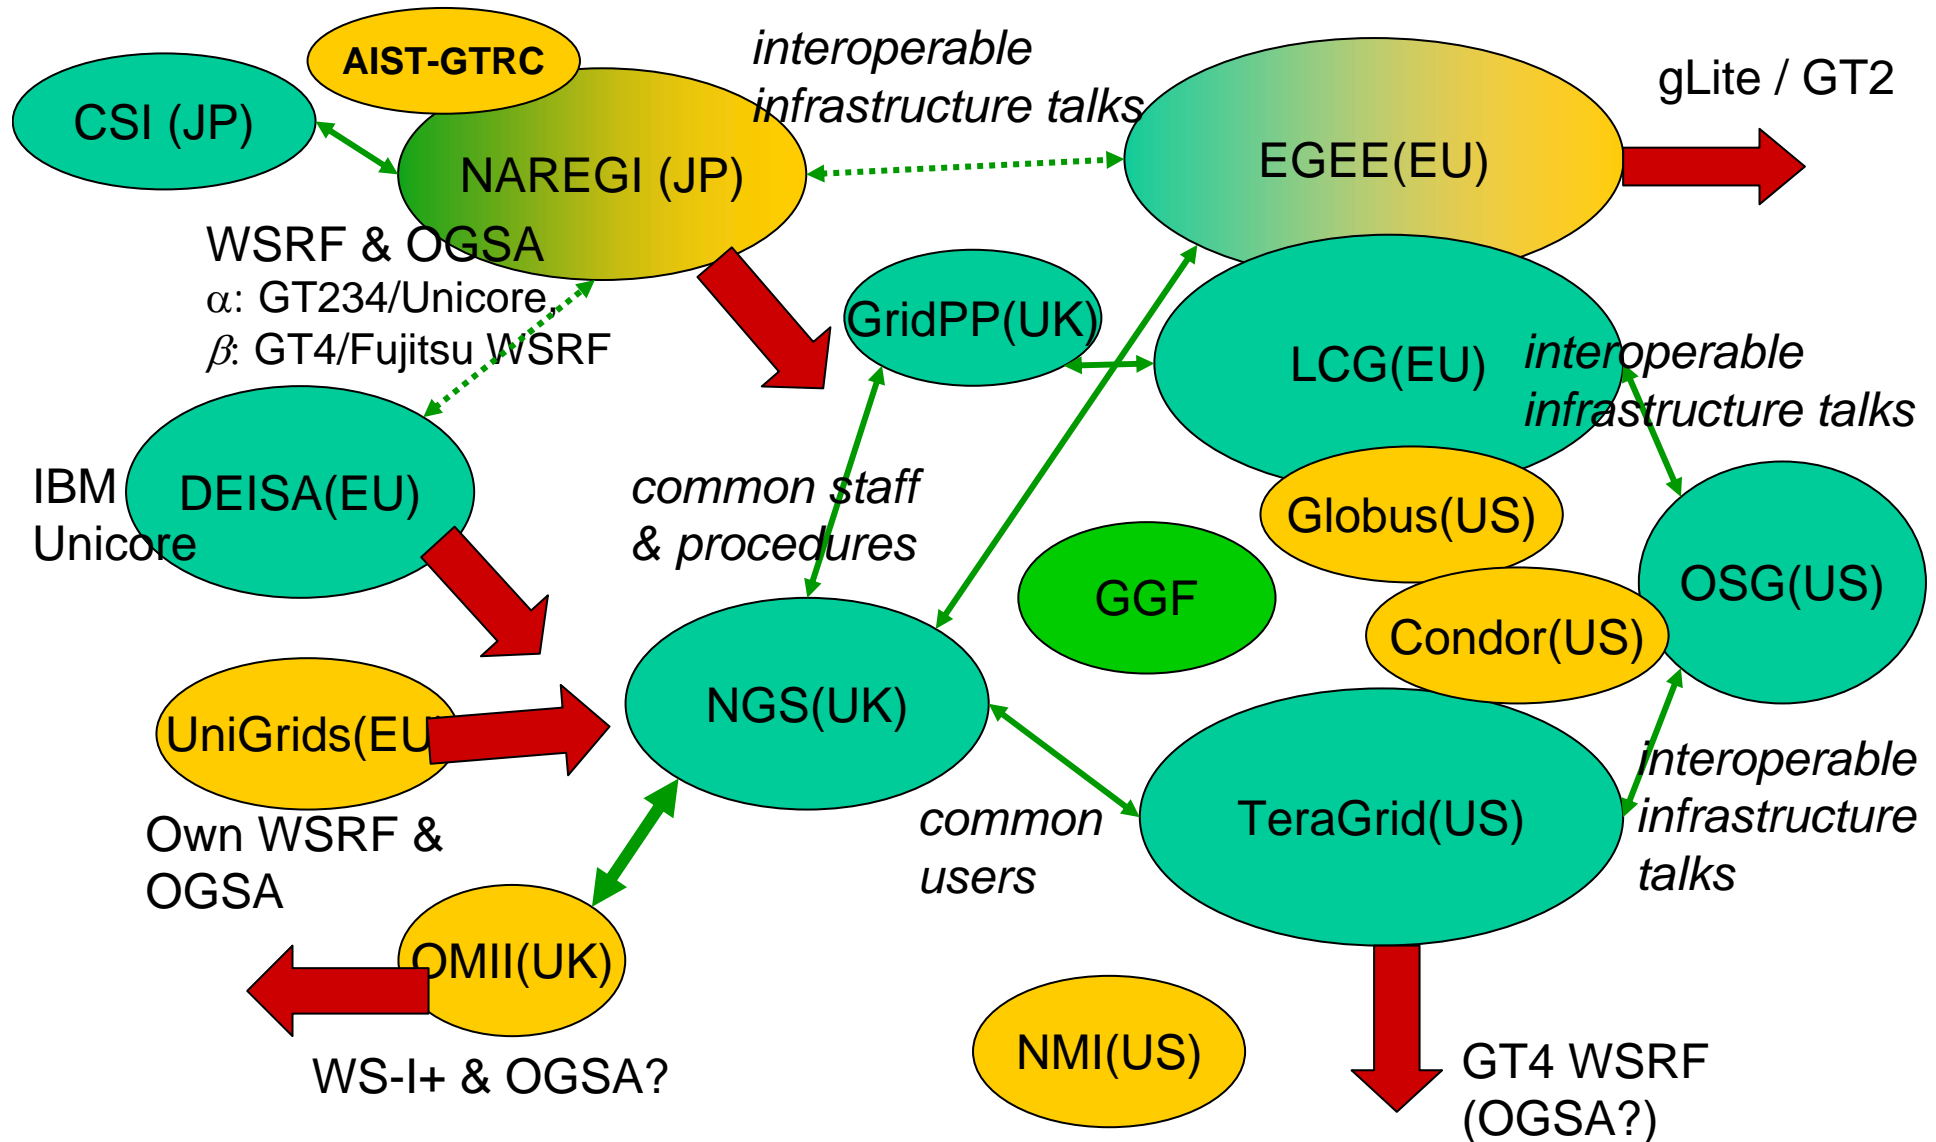 AIST-GTRC
CSI (JP)
NAREGI (JP)
interoperable
infrastructure talks
EGEE(EU)
gLite / GT2
WSRF & OGSA
α: GT234/Unicore,
β: GT4/Fujitsu WSRF
GridPP(UK)
LCG(EU)
interoperable
infrastructure talks
IBM
Unicore
DEISA(EU)
common staff
& procedures
Globus(US)
GGF
OSG(US)
Condor(US)
UniGrids(EU
NGS(UK)
Own WSRF &
OGSA
common
users
TeraGrid(US)
interoperable
infrastructure
talks
OMII(UK)
WS-I+ & OGSA?
NMI(US)
GT4 WSRF
(OGSA?)